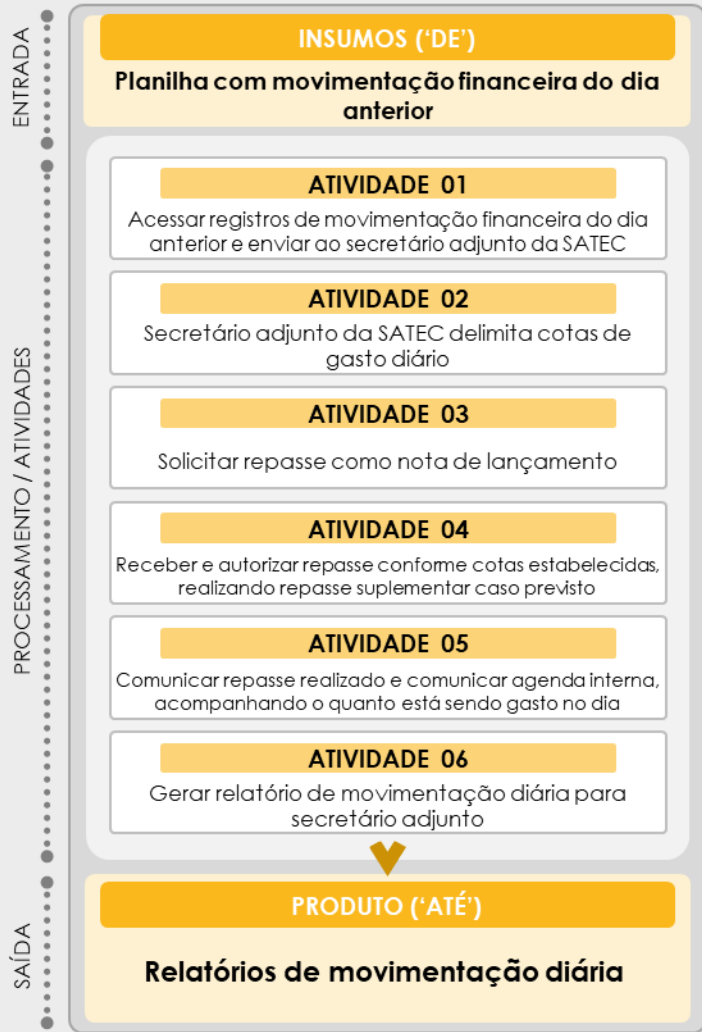 ENTRADA
INSUMOS ('DE')
Planilha com movimentação financeira do dia
anterior
PROCESSAMENTO / ATIVIDADES
ATIVIDADE 01
Acessar registros de movimentação financeira do dia
anterior e enviar ao secretário adjunto da SATEC
ATIVIDADE 02
Secretário adjunto da SATEC delimita cotas de
gasto diário
ATIVIDADE 03
Solicitar repasse como nota de lançamento
ATIVIDADE 04
Receber e autorizar repasse conforme cotas estabelecidas,
realizando repasse suplementar caso previsto
ATIVIDADE 05
Comunicar repasse realizado e comunicar agenda interna,
acompanhando o quanto está sendo gasto no dia
ATIVIDADE 06
Gerar relatório de movimentação diária para
secretário adjunto
SAÍDA
PRODUTO ('ATÉ')
Relatórios de movimentação diária